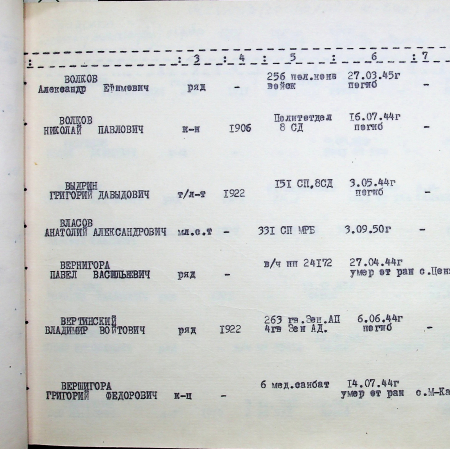 : : 3 : 4 : 5 : 6 : 7
ВОЛКОВ 256 пол.кона 27.03.45г
Александр Ефимович ряд - войск погиб -
ВОЛКОВ Политотдел 16.07.44г
НИКОЛАЙ ПАВЛОВИЧ к-н 1906 8 СД погиб -
ВЫДРИН 151 СП,8СД 3.05.44г
ГРИГОРИЙ ДАВЫДОВИЧ т/л-т 1922 погиб -
ВЛАСОВ
АНАТОЛИЙ АЛЕКСАНДРОВИЧ мл.с.т - 331 СП МРБ 3.09.50г -
ВЕРНИГОРА в/ч пп 24172 27.04.44г
ПАВЕЛ ВАСИЛЬЕВИЧ ряд - умер от ран с.Цен
ВЕРТИНСКИЙ 263 гв.Зен.АП 6.06.44г
ВЛАДИМИР ВОЙТОВИЧ ряд 1922 4гв Зен АД. погиб -
ВЕРШИГОРА 6 мед.санбат 14.07.44г
ГРИГОРИЙ ФЕДОРОВИЧ к-ц - умер от ран с.М-Ка